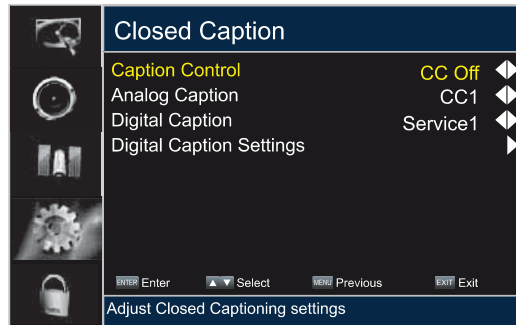 Closed Caption
Caption Control CC Off
Analog Caption CC1
Digital Caption Service1
Digital Caption Settings
ENTER Enter Select MENU Previous EXIT Exit
Adjust Closed Captioning settings